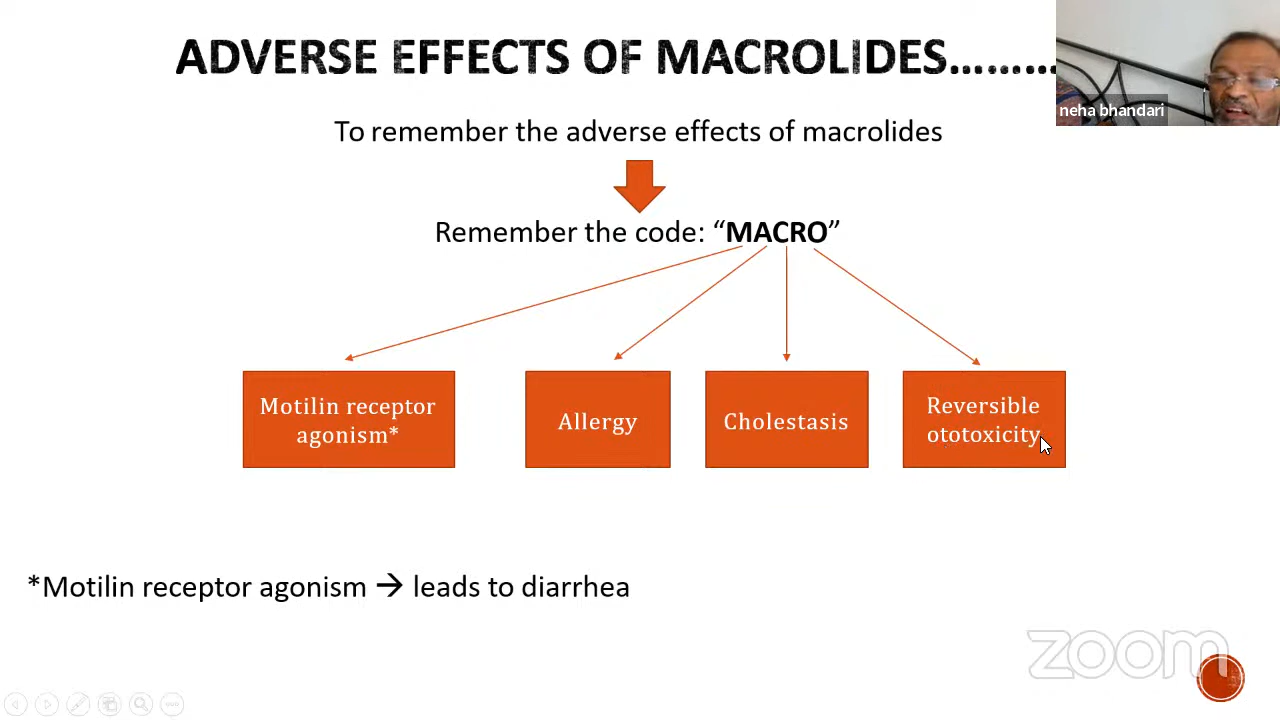 ADVERSE EFFECTS OF MACROLIDES.........
neha bhandari
To remember the adverse effects of macrolides
Remember the code: “MACRO”
Motilin receptor
agonism*
Allergy
Cholestasis
Reversible
ototoxicity
*Motilin receptor agonism → leads to diarrhea
zoom